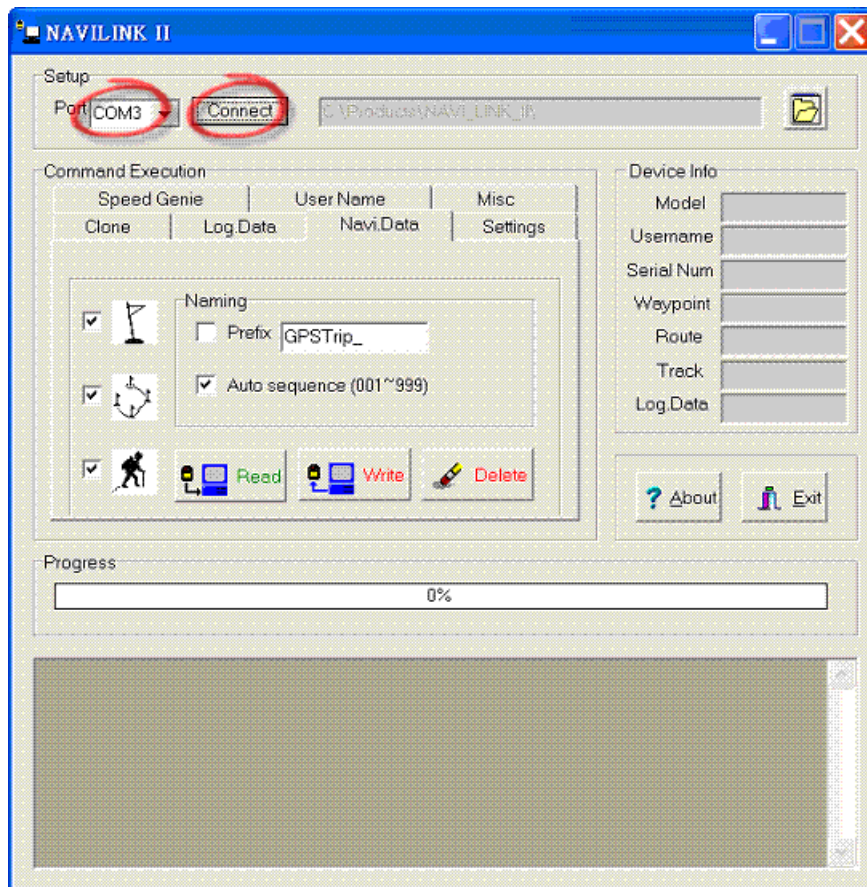 NAVILINK II
Setup
Port COM3 Connect C:\Products\NAVI_LINK_II\
Command Execution
Speed Genie User Name Misc
Clone Log.Data Navi.Data Settings
Naming
Prefix GPSTrip_
Auto sequence (001~999)
Read Write Delete
Device Info
Model
Username
Serial Num
Waypoint
Route
Track
Log.Data
? About Exit
Progress
0%